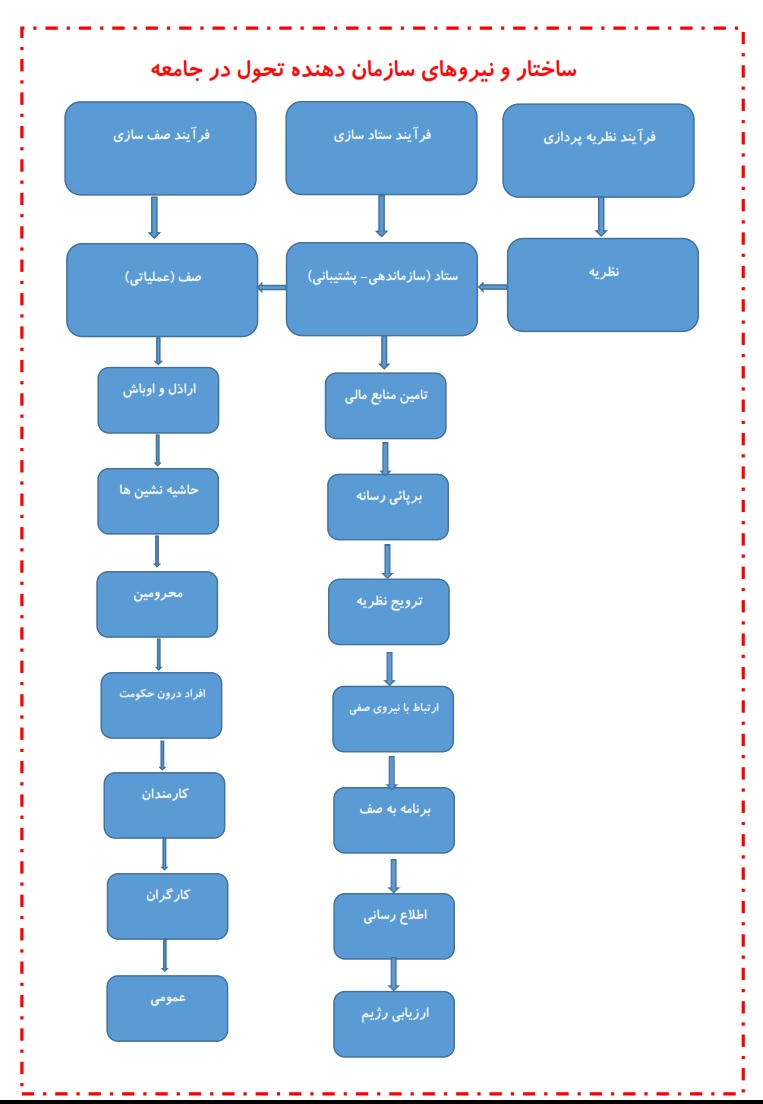 ساختار و نیروهای سازمان دهنده تحول در جامعه
فرآیند نظریه پردازی
فرآیند ستاد سازی
فرآیند صف سازی
نظریه
ستاد (سازماندهی- پشتیبانی)
صف (عملیاتی)
تامین منابع مالی
برپائی رسانه
ترویج نظریه
ارتباط با نیروی صفی
برنامه به صف
اطلاع رسانی
ارزیابی رژیم
اراذل و اوباش
حاشیه نشین ها
محرومین
افراد درون حکومت
کارمندان
کارگران
عمومی